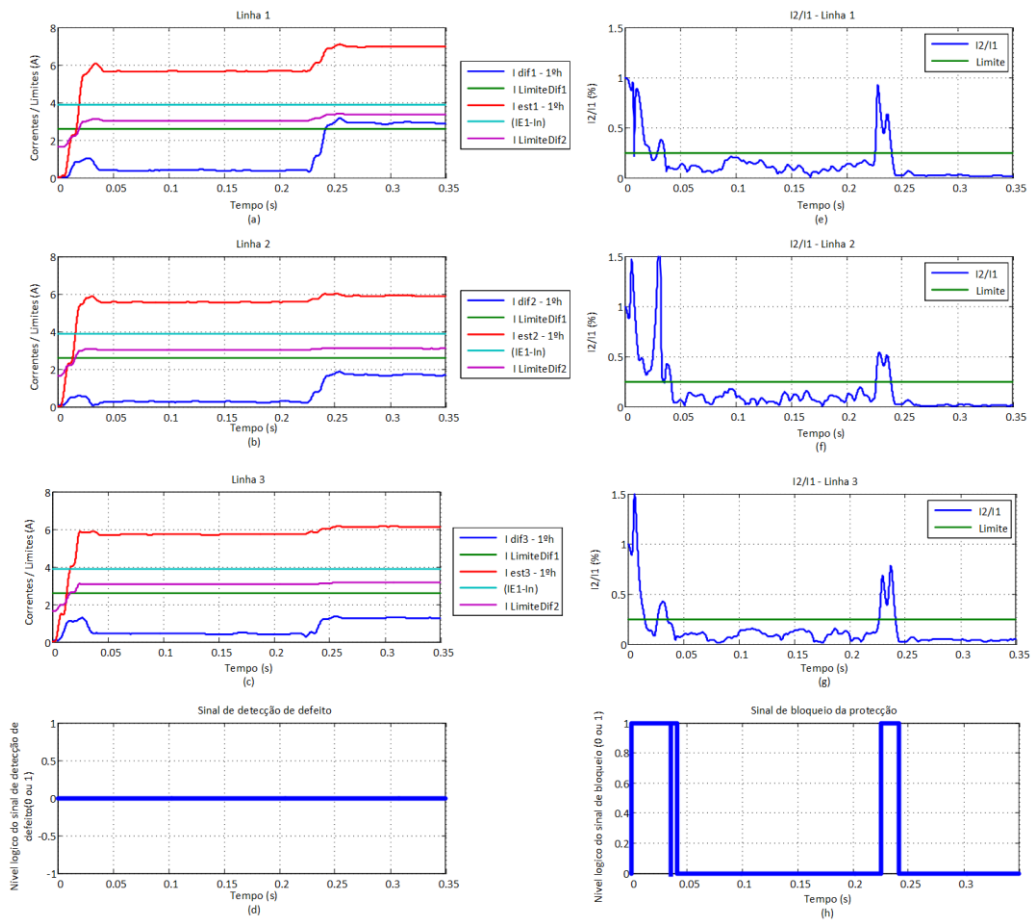 Linha 1
Correntes / Limites (A)
8
6
4
2
0
0
0.05
0.1
0.15
0.2
0.25
0.3
0.35
Tempo (s)
(a)
I dif1 - 1ºh
I LimiteDif1
I est1 - 1ºh
(IE1-In)
I LimiteDif2
I2/I1 - Linha 1
I2/I1 (%)
1.5
1
0.5
0
0
0.05
0.1
0.15
0.2
0.25
0.3
0.35
Tempo (s)
(e)
I2/I1
Limite
Linha 2
Correntes / Limites (A)
8
6
4
2
0
0
0.05
0.1
0.15
0.2
0.25
0.3
0.35
Tempo (s)
(b)
I dif2 - 1ºh
I LimiteDif1
I est2 - 1ºh
(IE1-In)
I LimiteDif2
I2/I1 - Linha 2
I2/I1 (%)
1.5
1
0.5
0
0
0.05
0.1
0.15
0.2
0.25
0.3
0.35
Tempo (s)
(f)
I2/I1
Limite
Linha 3
Correntes / Limites (A)
8
6
4
2
0
0
0.05
0.1
0.15
0.2
0.25
0.3
0.35
Tempo (s)
(c)
I dif3 - 1ºh
I LimiteDif1
I est3 - 1ºh
(IE1-In)
I LimiteDif2
I2/I1 - Linha 3
I2/I1 (%)
1.5
1
0.5
0
0
0.05
0.1
0.15
0.2
0.25
0.3
0.35
Tempo (s)
(g)
I2/I1
Limite
Sinal de detecção de defeito
Nivel logico do sinal de detecção de
defeito(0 ou 1)
1
0.5
0
-0.5
-1
0
0.05
0.1
0.15
0.2
0.25
0.3
0.35
Tempo (s)
(d)
Sinal de bloqueio da protecção
Nivel logico do sinal de bloqueio (0 ou 1)
1
0.8
0.6
0.4
0.2
0
0
0.05
0.1
0.15
0.2
0.25
0.3
Tempo (s)
(h)